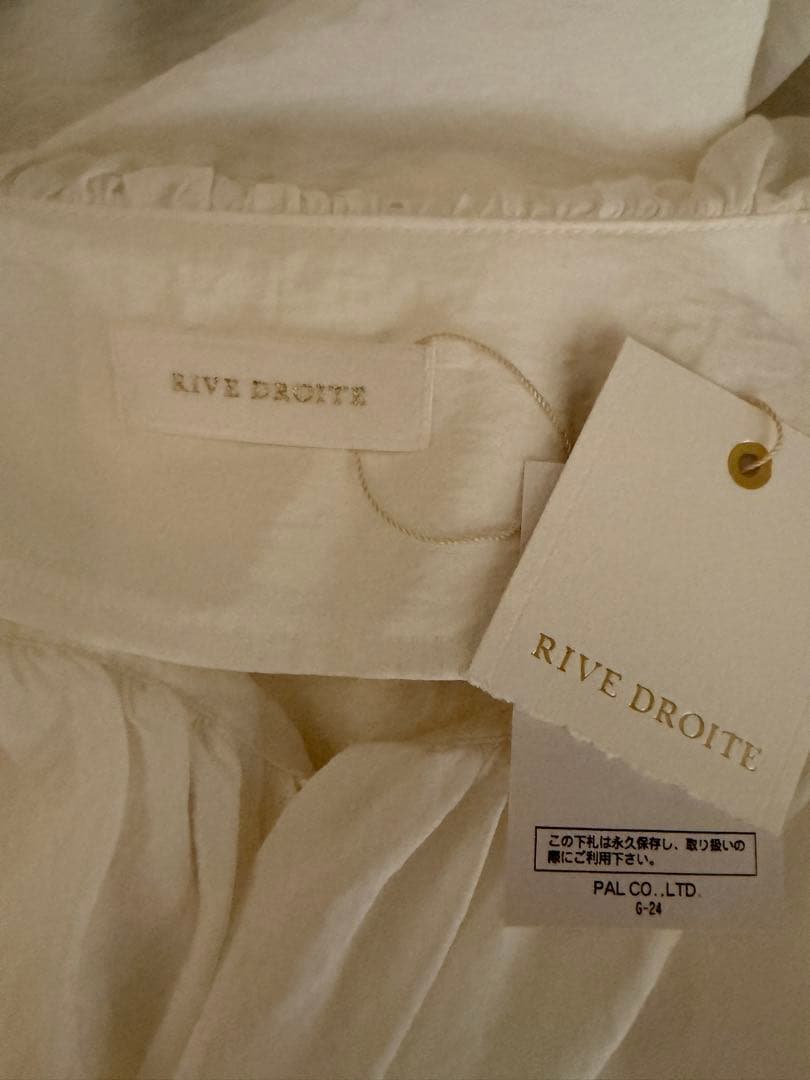 RIVE DROITE
RIVE DROITE
この下札は永久保存し、取り扱いの
際にご利用下さい。
PAL CO.,LTD.
G-24